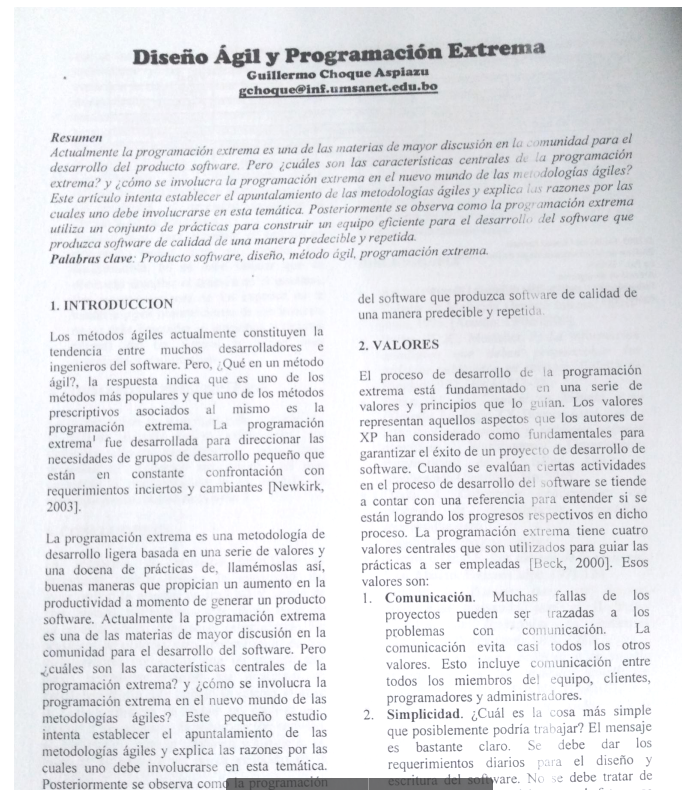 Diseño Ágil y Programación Extrema
Guillermo Choque Aspiazu
gchoque@inf.umsanet.edu.bo
Resumen
Actualmente la programación extrema es una de las materias de mayor discusión en la comunidad para el
desarrollo del producto software. Pero ¿cuáles son las características centrales de la programación
extrema? y ¿cómo se involucra la programación extrema en el nuevo mundo de las metodologías ágiles?
Este artículo intenta establecer el apuntalamiento de las metodologías ágiles y explica las razones por las
cuales uno debe involucrarse en esta temática. Posteriormente se observa como la programación extrema
utiliza un conjunto de prácticas para construir un equipo eficiente para el desarrollo del software que
produzca software de calidad de una manera predecible y repetida.
Palabras clave: Producto software, diseño, método ágil, programación extrema.
1. INTRODUCCION
Los métodos ágiles actualmente constituyen la
tendencia entre muchos desarrolladores e
ingenieros del software. Pero, ¿Qué en un método
ágil?, la respuesta indica que es uno de los
métodos más populares y que uno de los métodos
prescriptivos asociados al mismo es la
programación extrema. La programación
extrema¹ fue desarrollada para direccionar las
necesidades de grupos de desarrollo pequeño que
están en constante confrontación con
requerimientos inciertos y cambiantes [Newkirk,
2003].
La programación extrema es una metodología de
desarrollo ligera basada en una serie de valores y
una docena de prácticas de, llamémoslas así,
buenas maneras que propician un aumento en la
productividad a momento de generar un producto
software. Actualmente la programación extrema
es una de las materias de mayor discusión en la
comunidad para el desarrollo del software. Pero
¿cuáles son las características centrales de la
programación extrema? y ¿cómo se involucra la
programación extrema en el nuevo mundo de las
metodologías ágiles? Este pequeño estudio
intenta establecer el apuntalamiento de las
metodologías ágiles y explica las razones por las
cuales uno debe involucrarse en esta temática.
Posteriormente se observa como la programación
del software que produzca software de calidad de
una manera predecible y repetida.
2. VALORES
El proceso de desarrollo de la programación
extrema está fundamentado en una serie de
valores y principios que lo guían. Los valores
representan aquellos aspectos que los autores de
XP han considerado como fundamentales para
garantizar el éxito de un proyecto de desarrollo de
software. Cuando se evalúan ciertas actividades
en el proceso de desarrollo del software se tiende
a contar con una referencia para entender si se
están logrando los progresos respectivos en dicho
proceso. La programación extrema tiene cuatro
valores centrales que son utilizados para guiar las
prácticas a ser empleadas [Beck, 2000]. Esos
valores son:
1. Comunicación. Muchas fallas de los
proyectos pueden ser trazadas a los
problemas con comunicación. La
comunicación evita casi todos los otros
valores. Esto incluye comunicación entre
todos los miembros del equipo, clientes,
programadores y administradores.
2. Simplicidad. ¿Cuál es la cosa más simple
que posiblemente podría trabajar? El mensaje
es bastante claro. Se debe dar los
requerimientos diarios para el diseño y
escritura del software. No se debe tratar de